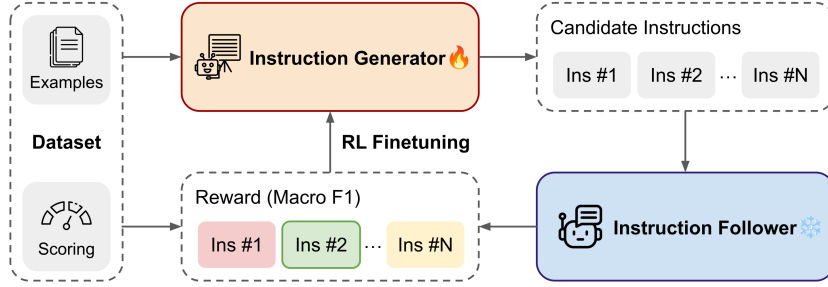 Examples
Dataset
Scoring
Instruction Generator🔥
RL Finetuning
Candidate Instructions
Ins #1 Ins #2 ... Ins #N
Reward (Macro F1)
Ins #1 Ins #2 ... Ins #N
Instruction Follower❄️